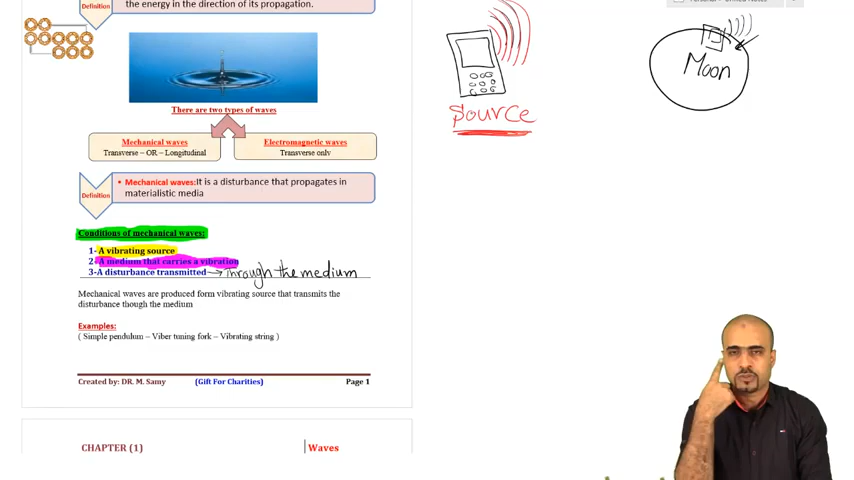 the energy in the direction of its propagation.
Definition
There are two types of waves
Mechanical waves
Transverse – OR – Longitudinal
Electromagnetic waves
Transverse only
Definition
• Mechanical waves:It is a disturbance that propagates in
materialistic media
Conditions of mechanical waves:
1- A vibrating source
2- A medium that carries a vibration
3-A disturbance transmitted → Through the medium
Mechanical waves are produced form vibrating source that transmits the
disturbance though the medium
Examples:
( Simple pendulum – Viber tuning fork – Vibrating string )
Created by: DR. M. Samy (Gift For Charities) Page 1
CHAPTER (1) Waves
Source
Moon